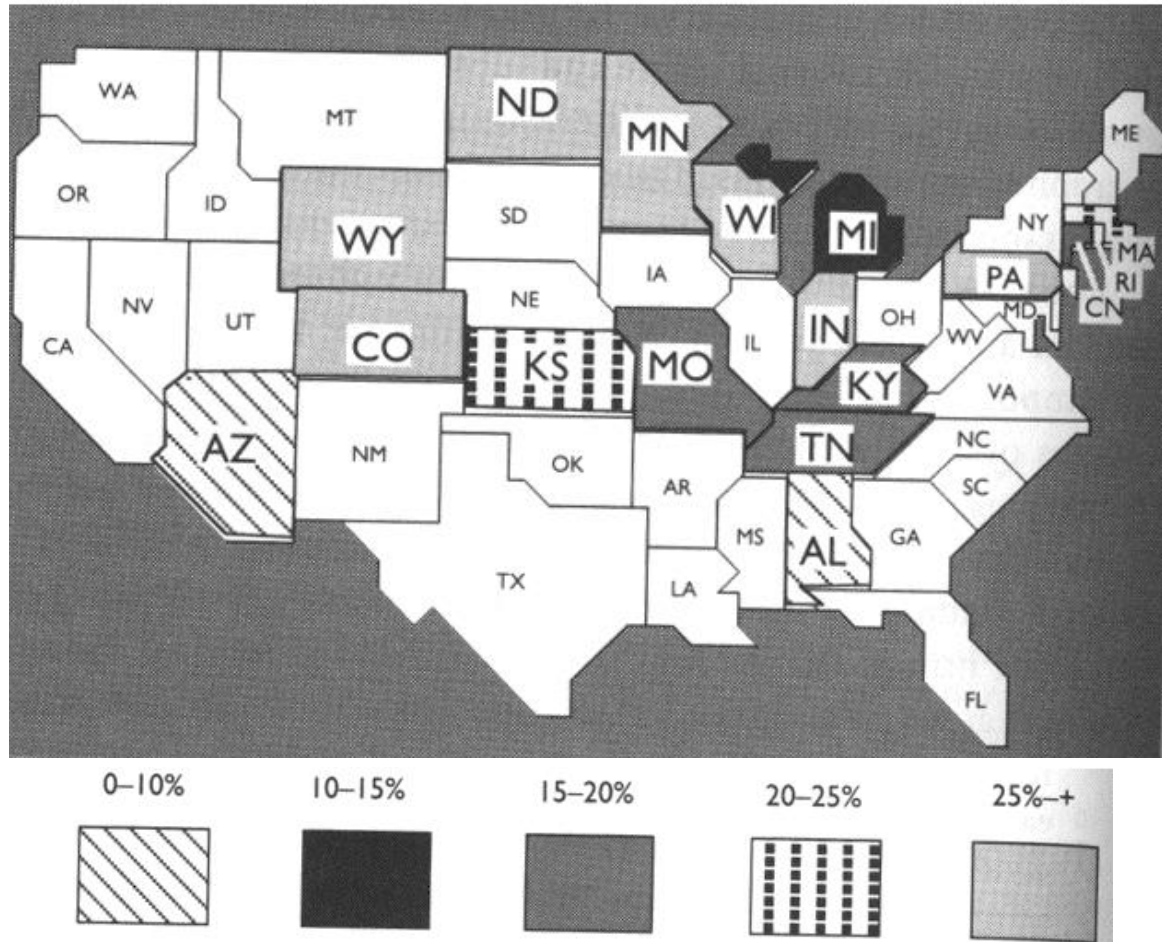 WA
MT
ND
MN
ME
OR
ID
WY
SD
WI
MI
NY
MA
RI
CN
PA
NV
UT
NE
IA
CA
CO
KS
MO
IL
IN
OH
MD
WV
KY
VA
AZ
NM
OK
TN
NC
AR
SC
TX
MS
AL
GA
LA
FL
0–10%
10–15%
15–20%
20–25%
25%–+